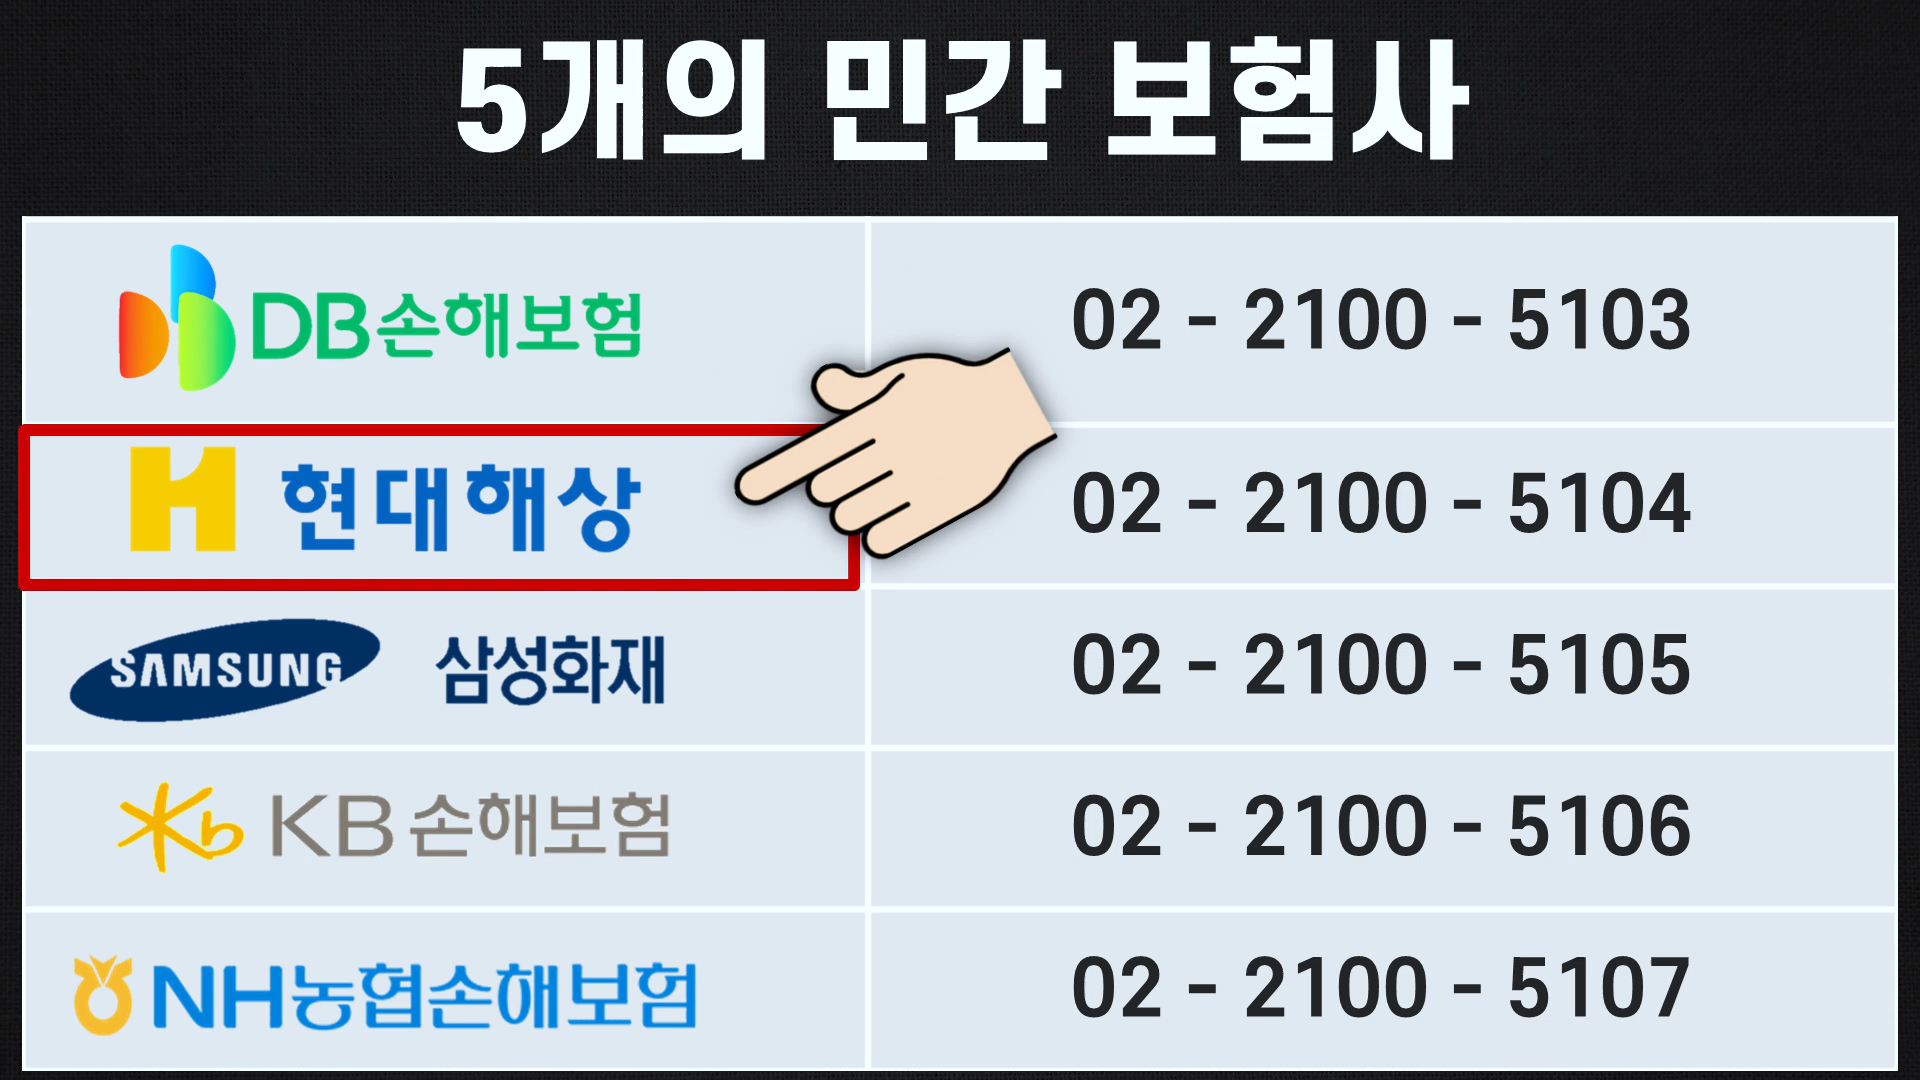 5개의 민간 보험사
DB손해보험 02 - 2100 - 5103
현대해상 02 - 2100 - 5104
SAMSUNG 삼성화재 02 - 2100 - 5105
KB손해보험 02 - 2100 - 5106
NH농협손해보험 02 - 2100 - 5107